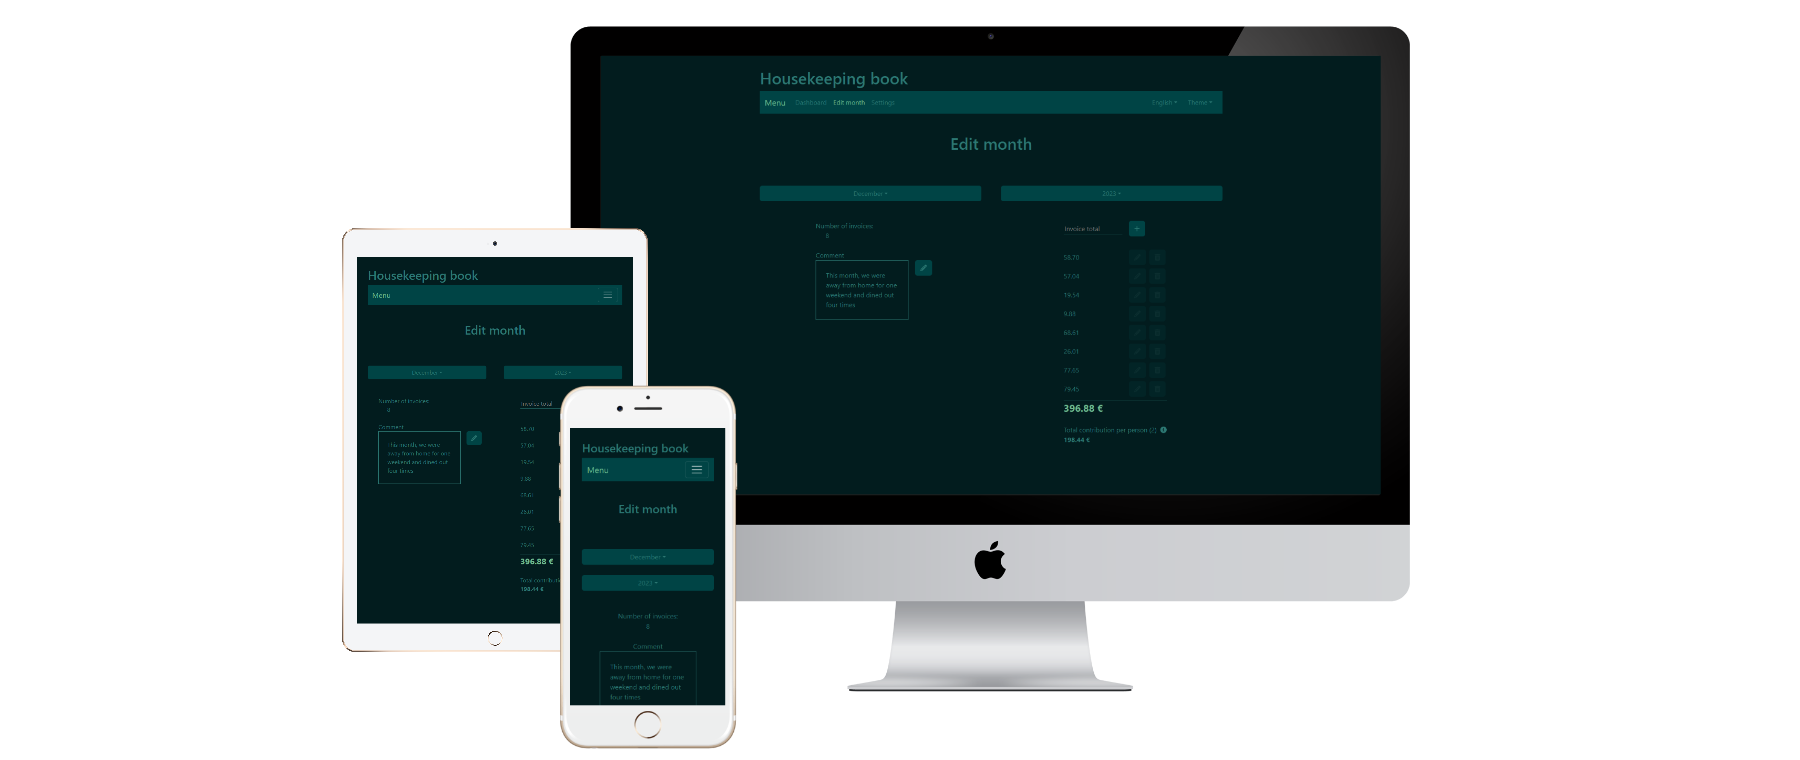 Housekeeping book
Menu Dashboard Edit month Settings English Theme
Edit month
December 2023
Number of invoices:
8
Invoice total
Comment
This month, we were
away from home for one
weekend and dined out
four times.
58.70
57.04
19.54
9.88
68.61
26.01
77.65
79.45
396.88 €
Total contribution per person (2)
198.44 €
Housekeeping book
Menu
Edit month
December 2023
Number of invoices:
8
Invoice total
Comment
This month, we were
away from home for one
weekend and dined out
four times.
58.70
57.04
19.54
9.88
68.61
26.01
77.65
79.45
396.88 €
Total contribu
198.44 €
Housekeeping book
Menu
Edit month
December
2023
Number of invoices:
8
Comment
This month, we were
away from home for one
weekend and dined out
four times.